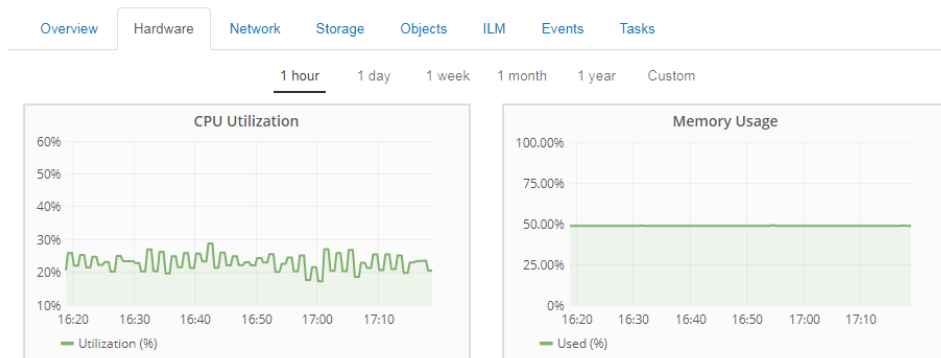 Overview Hardware Network Storage Objects ILM Events Tasks
1 hour 1 day 1 week 1 month 1 year Custom
CPU Utilization
60%
50%
40%
30%
20%
10%
16:20 16:30 16:40 16:50 17:00 17:10
Utilization (%)
Memory Usage
100.00%
75.00%
50.00%
25.00%
0%
16:20 16:30 16:40 16:50 17:00 17:10
Used (%)